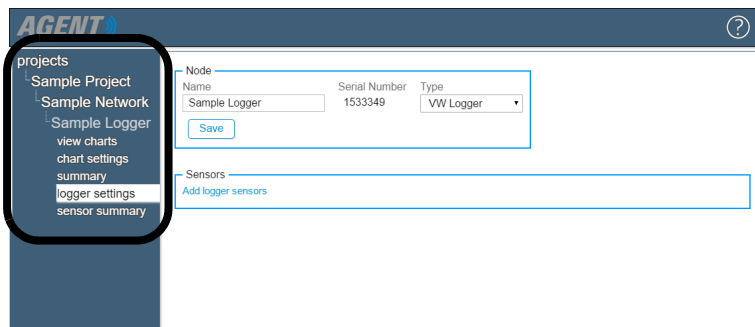 AGENT
?
projects
Sample Project
Sample Network
Sample Logger
view charts
chart settings
summary
logger settings
sensor summary
Node
Name Serial Number Type
Sample Logger 1533349 VW Logger
Save
Sensors
Add logger sensors